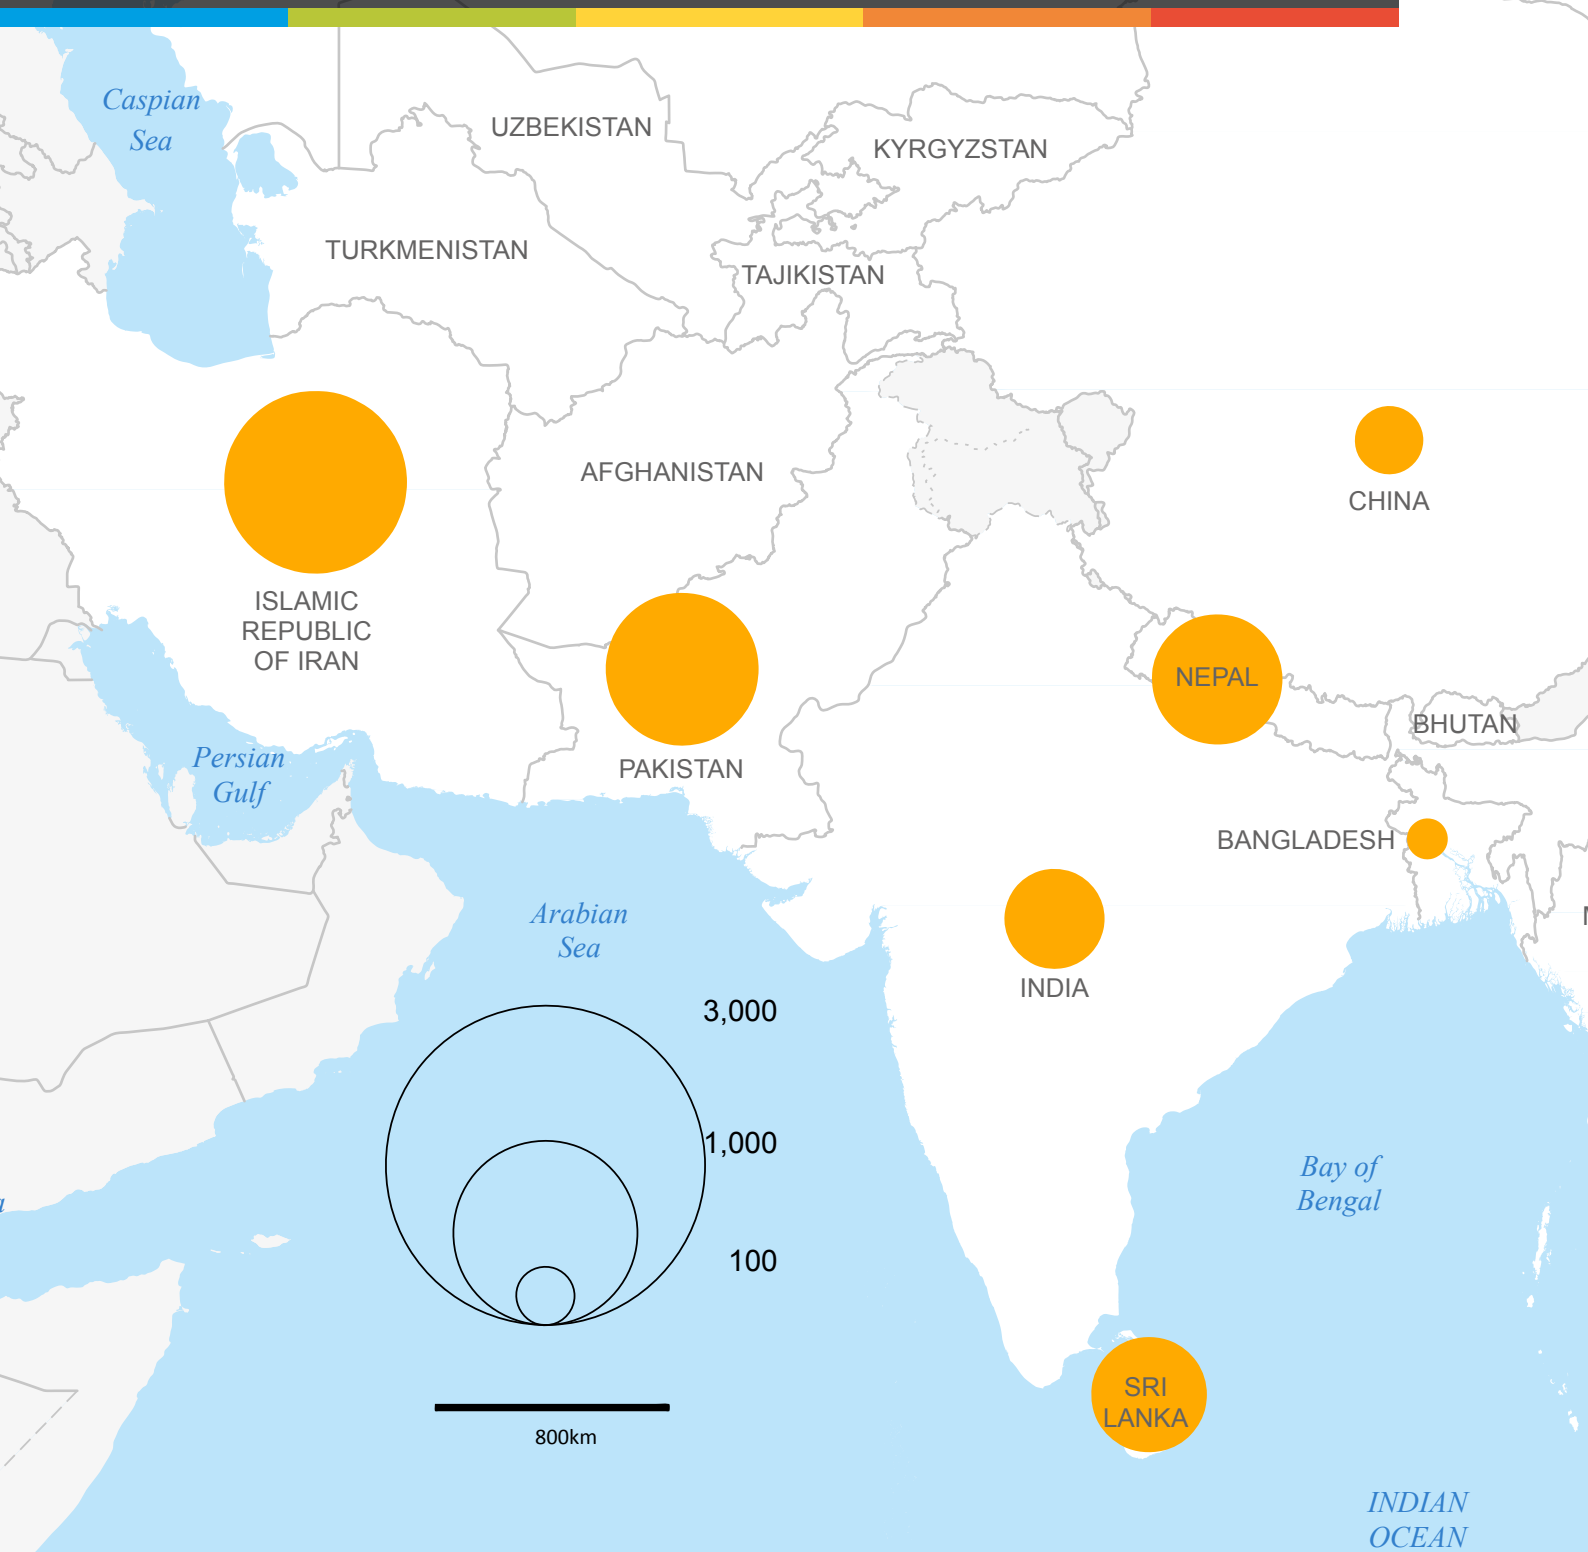 Caspian
Sea
UZBEKISTAN
KYRGYZSTAN
TURKMENISTAN
TAJIKISTAN
AFGHANISTAN
CHINA
ISLAMIC
REPUBLIC
OF IRAN
NEPAL
BHUTAN
Persian
Gulf
PAKISTAN
BANGLADESH
Arabian
Sea
INDIA
3,000
1,000
100
Bay of
Bengal
SRI
LANKA
800km
INDIAN
OCEAN